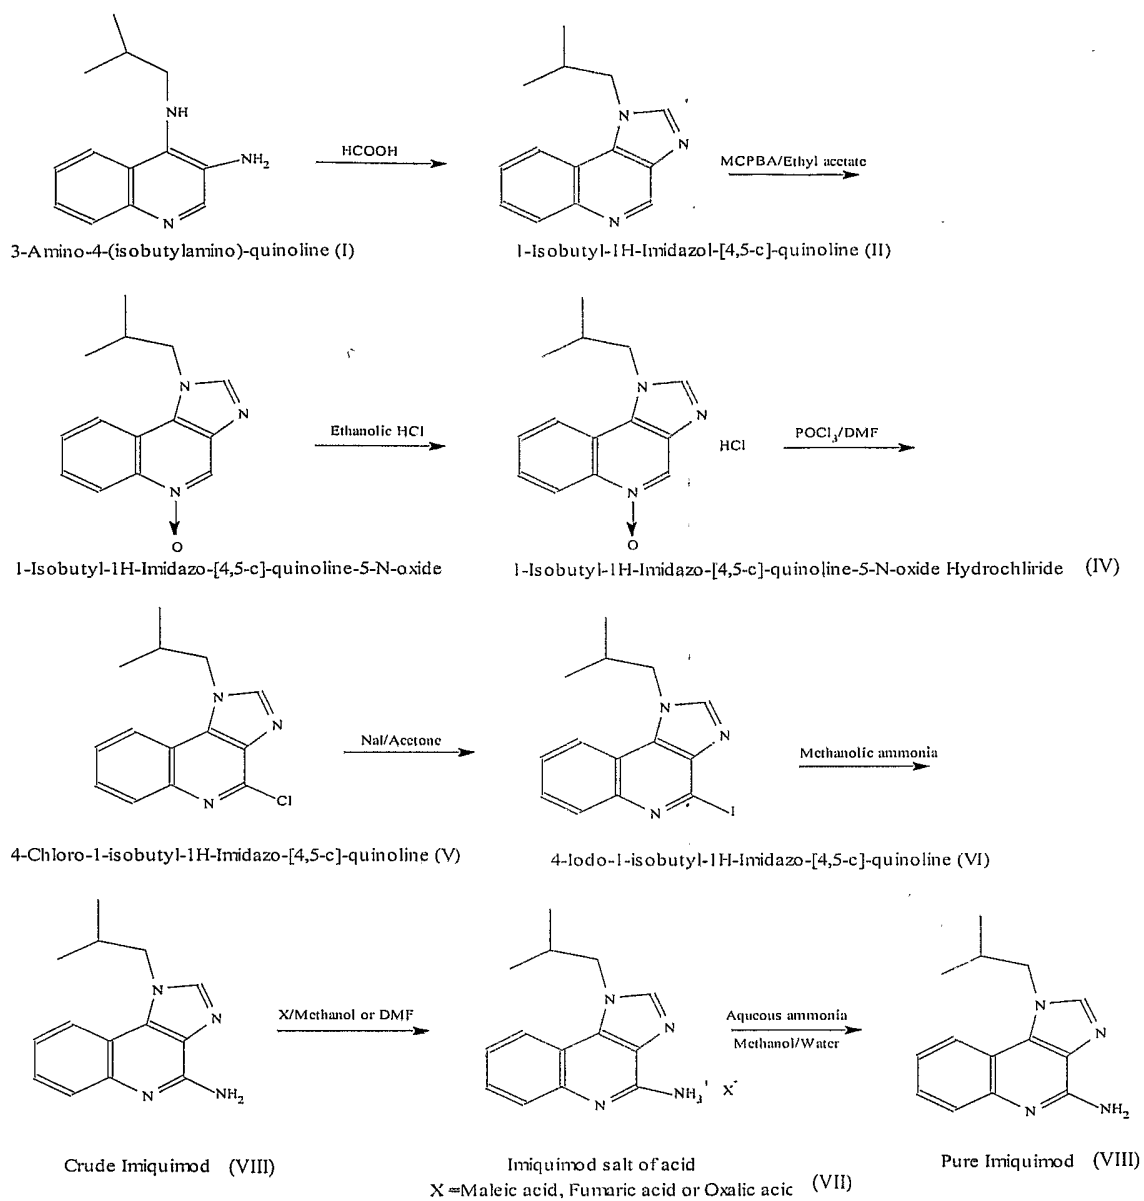 NH
NH2
N
HCOOH
N
N
N
MCPBA/Ethyl acetate
3-Amino-4-(isobutylamino)-quinoline (I)
1-Isobutyl-1H-Imidazol-[4,5-c]-quinoline (II)
N
N
N
O
Ethanolic HCl
N
N
N
O
HCl
POCl3/DMF
1-Isobutyl-1H-Imidazo-[4,5-c]-quinoline-5-N-oxide
1-Isobutyl-1H-Imidazo-[4,5-c]-quinoline-5-N-oxide Hydrochliride (IV)
N
N
N
Cl
NaI/Acetone
N
N
N
I
Methanolic ammonia
4-Chloro-1-isobutyl-1H-Imidazo-[4,5-c]-quinoline (V)
4-Iodo-1-isobutyl-1H-Imidazo-[4,5-c]-quinoline (VI)
N
N
N
NH2
X/Methanol or DMF
N
N
N
NH3+ X-
Aqueous ammonia
Methanol/Water
N
N
N
NH2
Crude Imiquimod (VIII)
Imiquimod salt of acid
X =Maleic acid, Fumaric acid or Oxalic acic (VII)
Pure Imiquimod (VIII)